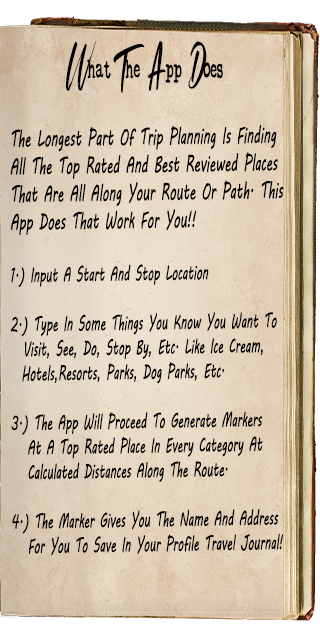 What The App Does
The Longest Part Of Trip Planning Is Finding
All The Top Rated And Best Reviewed Places
That Are All Along Your Route Or Path. This
App Does That Work For You!!
1.) Input A Start And Stop Location
2.) Type In Some Things You Know You Want To
Visit, See, Do, Stop By, Etc. Like Ice Cream,
Hotels,Resorts, Parks, Dog Parks, Etc.
3.) The App Will Proceed To Generate Markers
At A Top Rated Place In Every Category At
Calculated Distances Along The Route.
4.) The Marker Gives You The Name And Address
For You To Save In Your Profile Travel Journal!